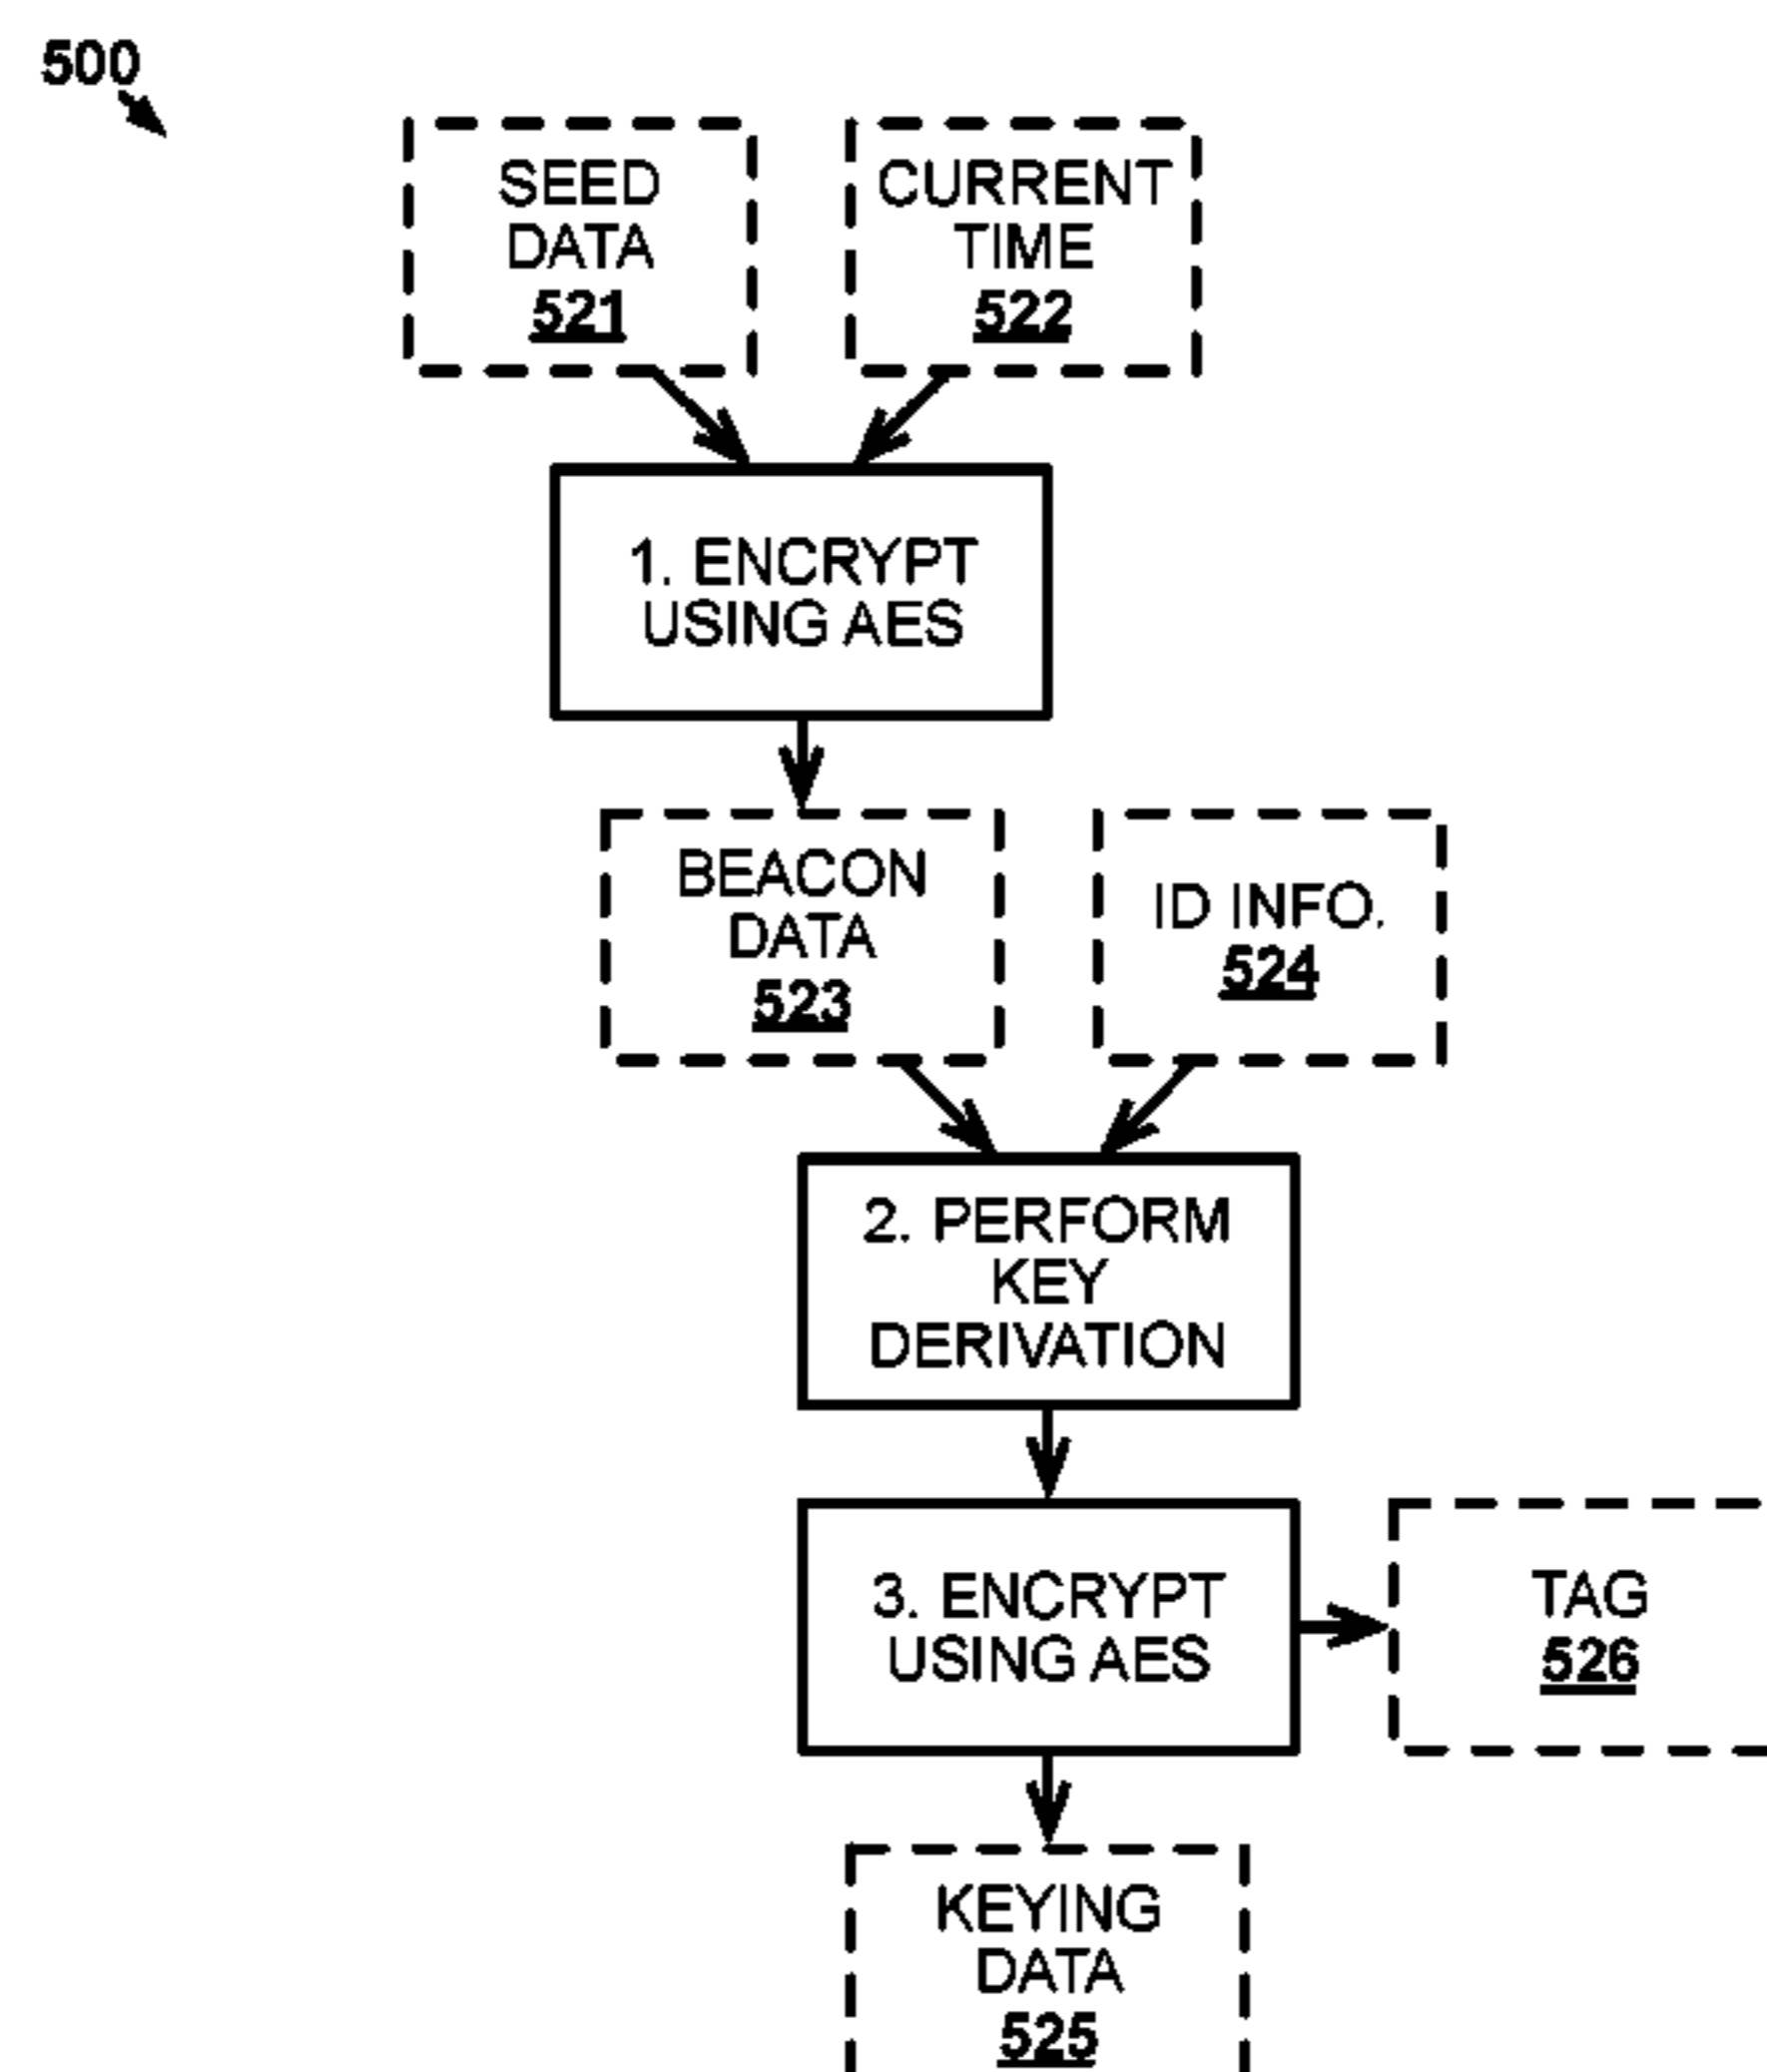 500
SEED
DATA
521
CURRENT
TIME
522
1. ENCRYPT
USING AES
BEACON
DATA
523
ID INFO.
524
2. PERFORM
KEY
DERIVATION
3. ENCRYPT
USING AES
TAG
526
KEYING
DATA
525